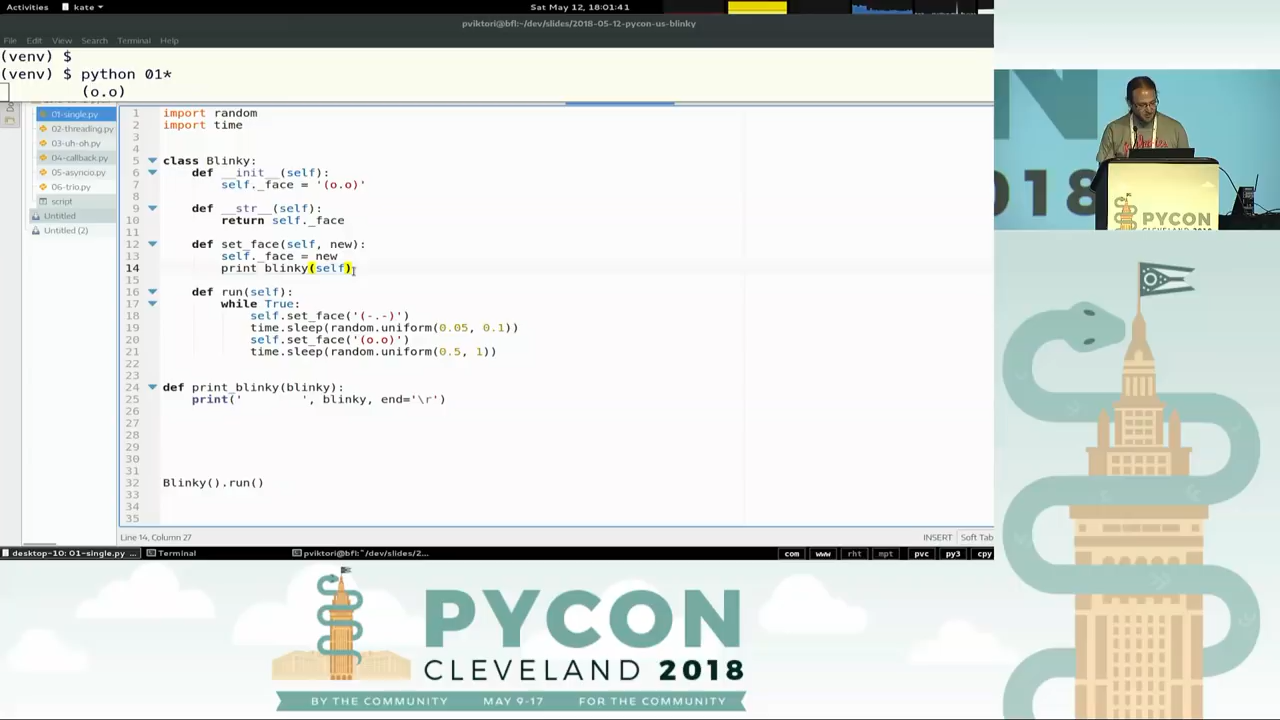 Activities
kate
Sat May 12, 18:01:41
pviktori@bfl:~/dev/slides/2018-05-12-pycon-us-blinky
File Edit View Search Terminal Help
(venv) $
(venv) $ python 01*
(o.o)
01-single.py
02-threading.py
03-uh-oh.py
04-callback.py
05-asyncio.py
06-trio.py
script
Untitled
Untitled (2)
1 import random
2 import time
3
4
5 class Blinky:
6 def __init__(self):
7 self._face = '(o.o)'
8
9 def __str__(self):
10 return self._face
11
12 def set_face(self, new):
13 self._face = new
14 print_blinky(self)
15
16 def run(self):
17 while True:
18 self.set_face('(-.-)')
19 time.sleep(random.uniform(0.05, 0.1))
20 self.set_face('(o.o)')
21 time.sleep(random.uniform(0.5, 1))
22
23
24 def print_blinky(blinky):
25 print('        ', blinky, end='\r')
26
27
28
29
30
31
32 Blinky().run()
33
34
35
Line 14, Column 27
INSERT Soft Tab
desktop-10: 01-single.py ...
Terminal
pviktori@bfl:~/dev/slides/2...
com www rht mpt pvc py3 cpy
PYCON
2018
PYCON
CLEVELAND 2018
BY THE COMMUNITY MAY 9-17 FOR THE COMMUNITY